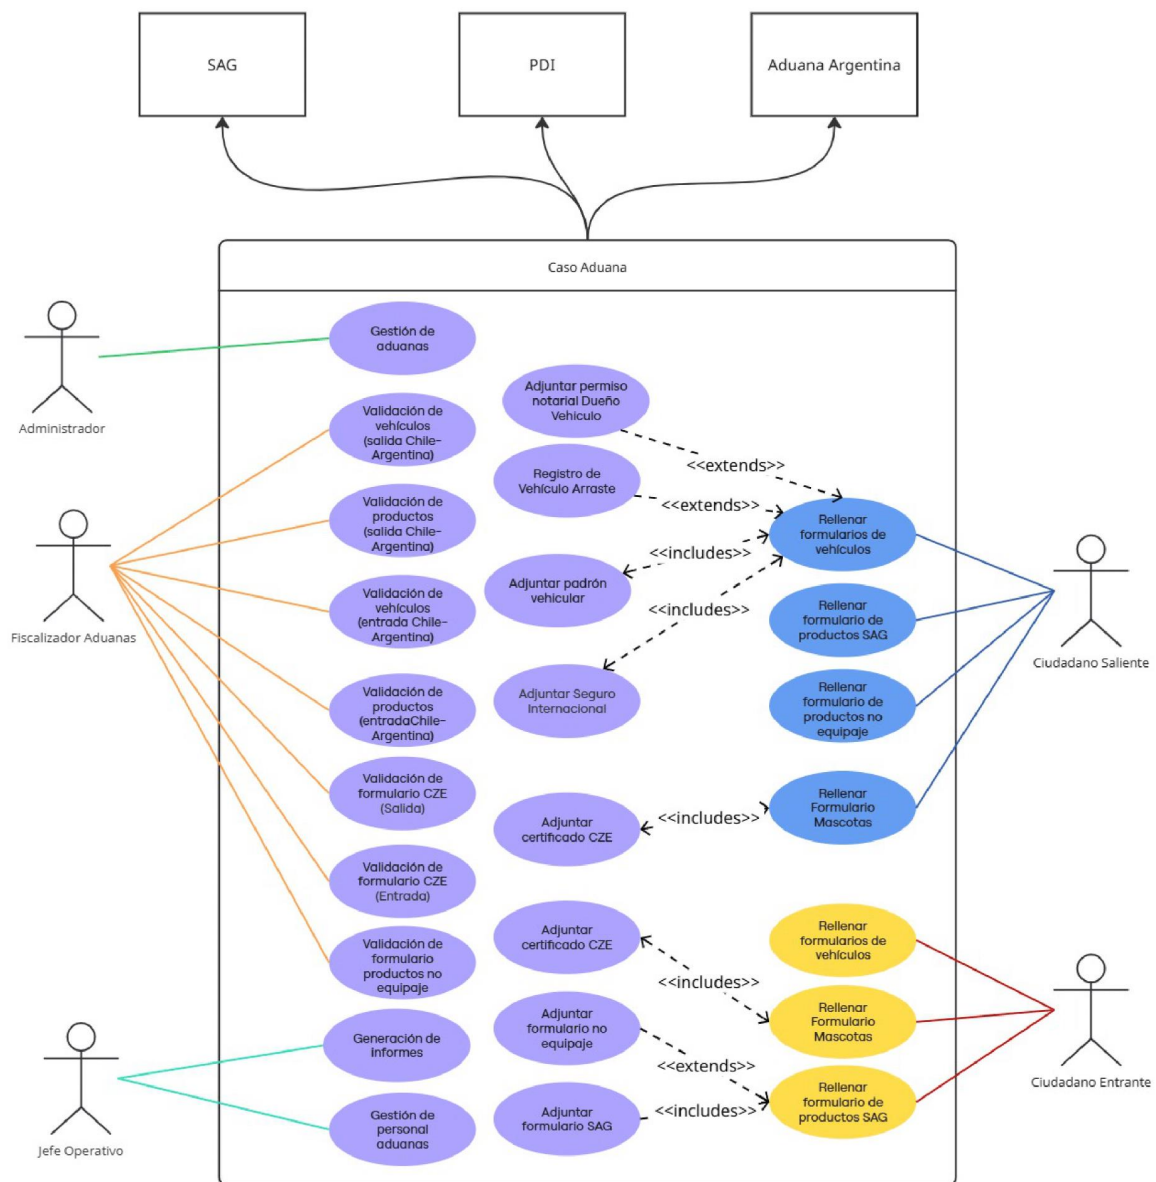 SAG
PDI
Aduana Argentina
Caso Aduana
Administrador
Gestión de
aduanas
Validación de
vehículos
(salida Chile-
Argentina)
Validación de
productos
(salida Chile-
Argentina)
Fiscalizador Aduanas
Validación de
vehículos
(entrada Chile-
Argentina)
Validación de
productos
(entradaChile-
Argentina)
Validación de
formulario CZE
(Salida)
Validación de
formulario CZE
(Entrada)
Validación de
formulario
productos no
equipaje
Generación de
informes
Gestión de
personal
aduanas
Jefe Operativo
Adjuntar permiso
notarial Dueño
Vehiculo
<<extends>>
Registro de
Vehículo Arraste
<<extends>>
<<includes>>
Adjuntar padrón
vehicular
<<includes>>
Adjuntar Seguro
Internacional
Adjuntar
certificado CZE
<<includes>>
Adjuntar
certificado CZE
<<includes>>
Adjuntar
formulario no
equipaje
<<extends>>
Adjuntar
formulario SAG
<<includes>>
Rellenar
formularios de
vehículos
Rellenar
formulario de
productos SAG
Rellenar
formulario de
productos no
equipaje
Rellenar
Formulario
Mascotas
Ciudadano Saliente
Rellenar
formularios de
vehículos
Rellenar
Formulario
Mascotas
Rellenar
formulario de
productos SAG
Ciudadano Entrante